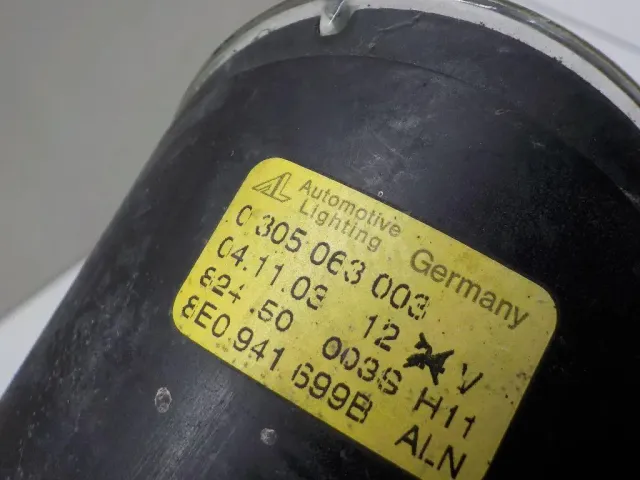 AL Automotive
Lighting Germany
0 305 063 003
04.11.03 12 V
824.50 003S H11
8E0 941 699B ALN